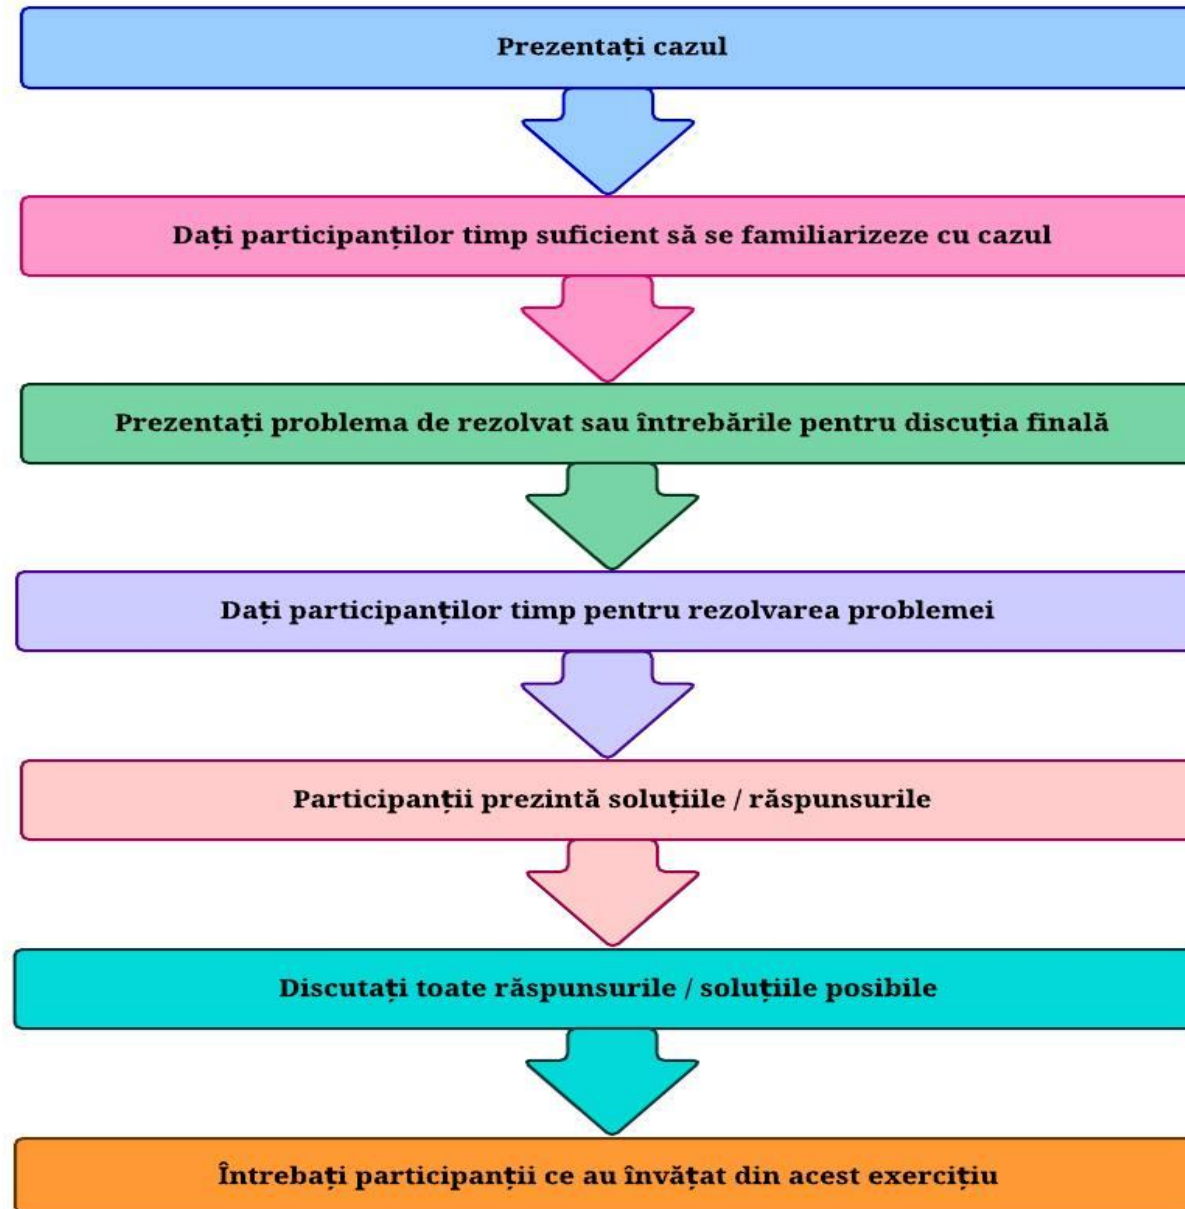 Prezentați cazul
Dați participanților timp suficient să se familiarizeze cu cazul
Prezentați problema de rezolvat sau întrebările pentru discuția finală
Dați participanților timp pentru rezolvarea problemei
Participanții prezintă soluțiile / răspunsurile
Discutați toate răspunsurile / soluțiile posibile
Întrebați participanții ce au învățat din acest exercițiu